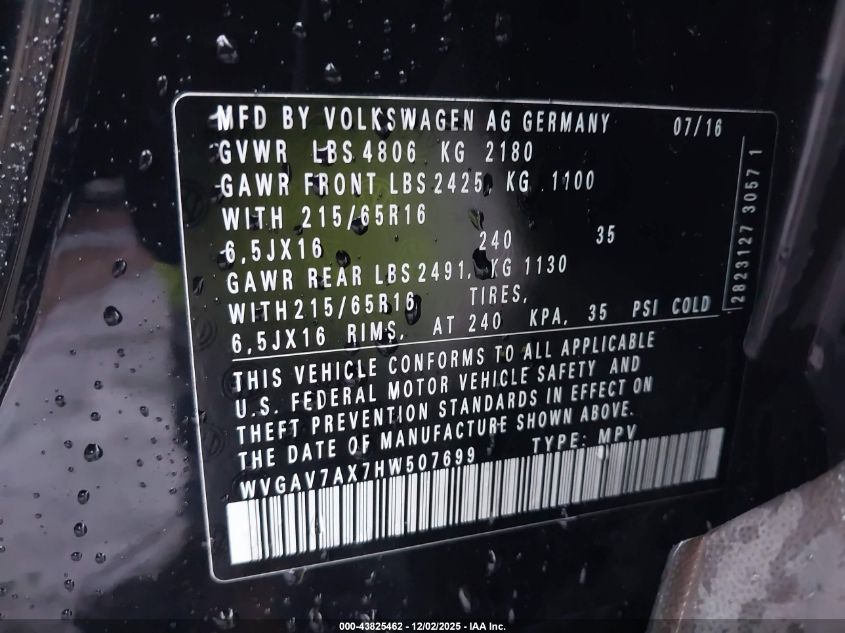 MFD BY VOLKSWAGEN AG GERMANY 07/16
GVWR LBS 4806 KG 2180
GAWR FRONT LBS 2425 KG 1100
WITH 215/65R16
6,5JX16 240 35
GAWR REAR LBS 2491, KG 1130
WITH 215/65R16 TIRES,
6,5JX16 RIMS, AT 240 KPA, 35 PSI COLD
THIS VEHICLE CONFORMS TO ALL APPLICABLE
U.S. FEDERAL MOTOR VEHICLE SAFETY AND
THEFT PREVENTION STANDARDS IN EFFECT ON
THE DATE OF MANUFACTURE SHOWN ABOVE.
WVGAV7AX7HW507699 TYPE: MPV
2823127 3057 1
000-43825462 - 12/02/2025 - IAA Inc.